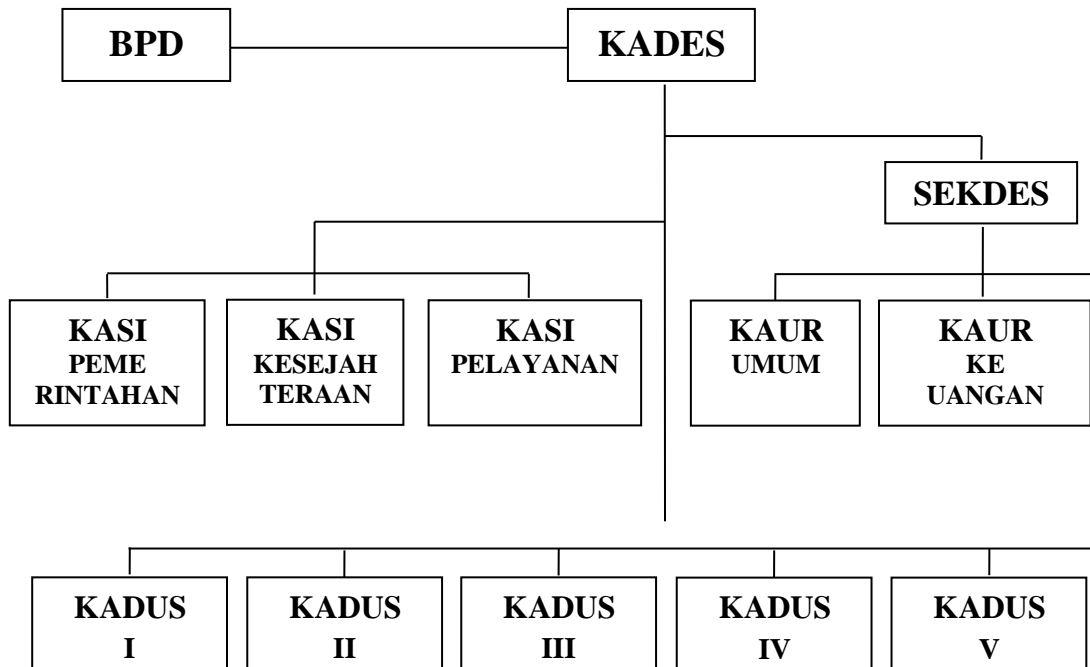 BPD
KADES
SEKDES
KASI
PEME
RINTAHAN
KASI
KESEJAH
TERAAN
KASI
PELAYANAN
KAUR
UMUM
KAUR
KE
UANGAN
KADUS
I
KADUS
II
KADUS
III
KADUS
IV
KADUS
V